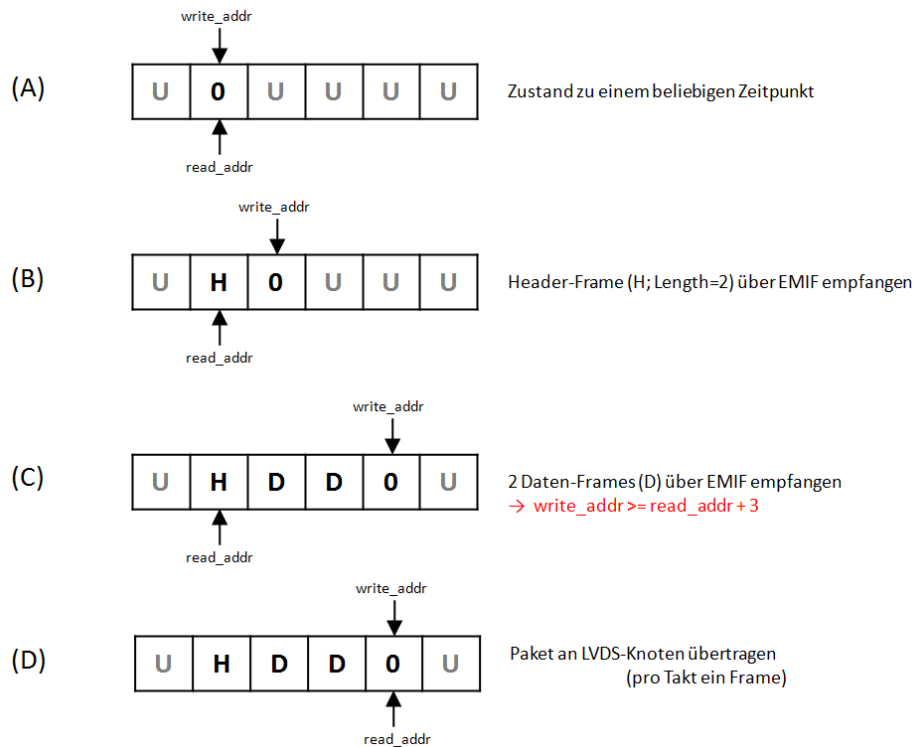 write_addr
(A)
U 0 U U U U
Zustand zu einem beliebigen Zeitpunkt
read_addr
write_addr
(B)
U H 0 U U U
Header-Frame (H; Length=2) über EMIF empfangen
read_addr
write_addr
(C)
U H D D 0 U
2 Daten-Frames (D) über EMIF empfangen
→ write_addr >= read_addr + 3
read_addr
write_addr
(D)
U H D D 0 U
Paket an LVDS-Knoten übertragen
(pro Takt ein Frame)
read_addr